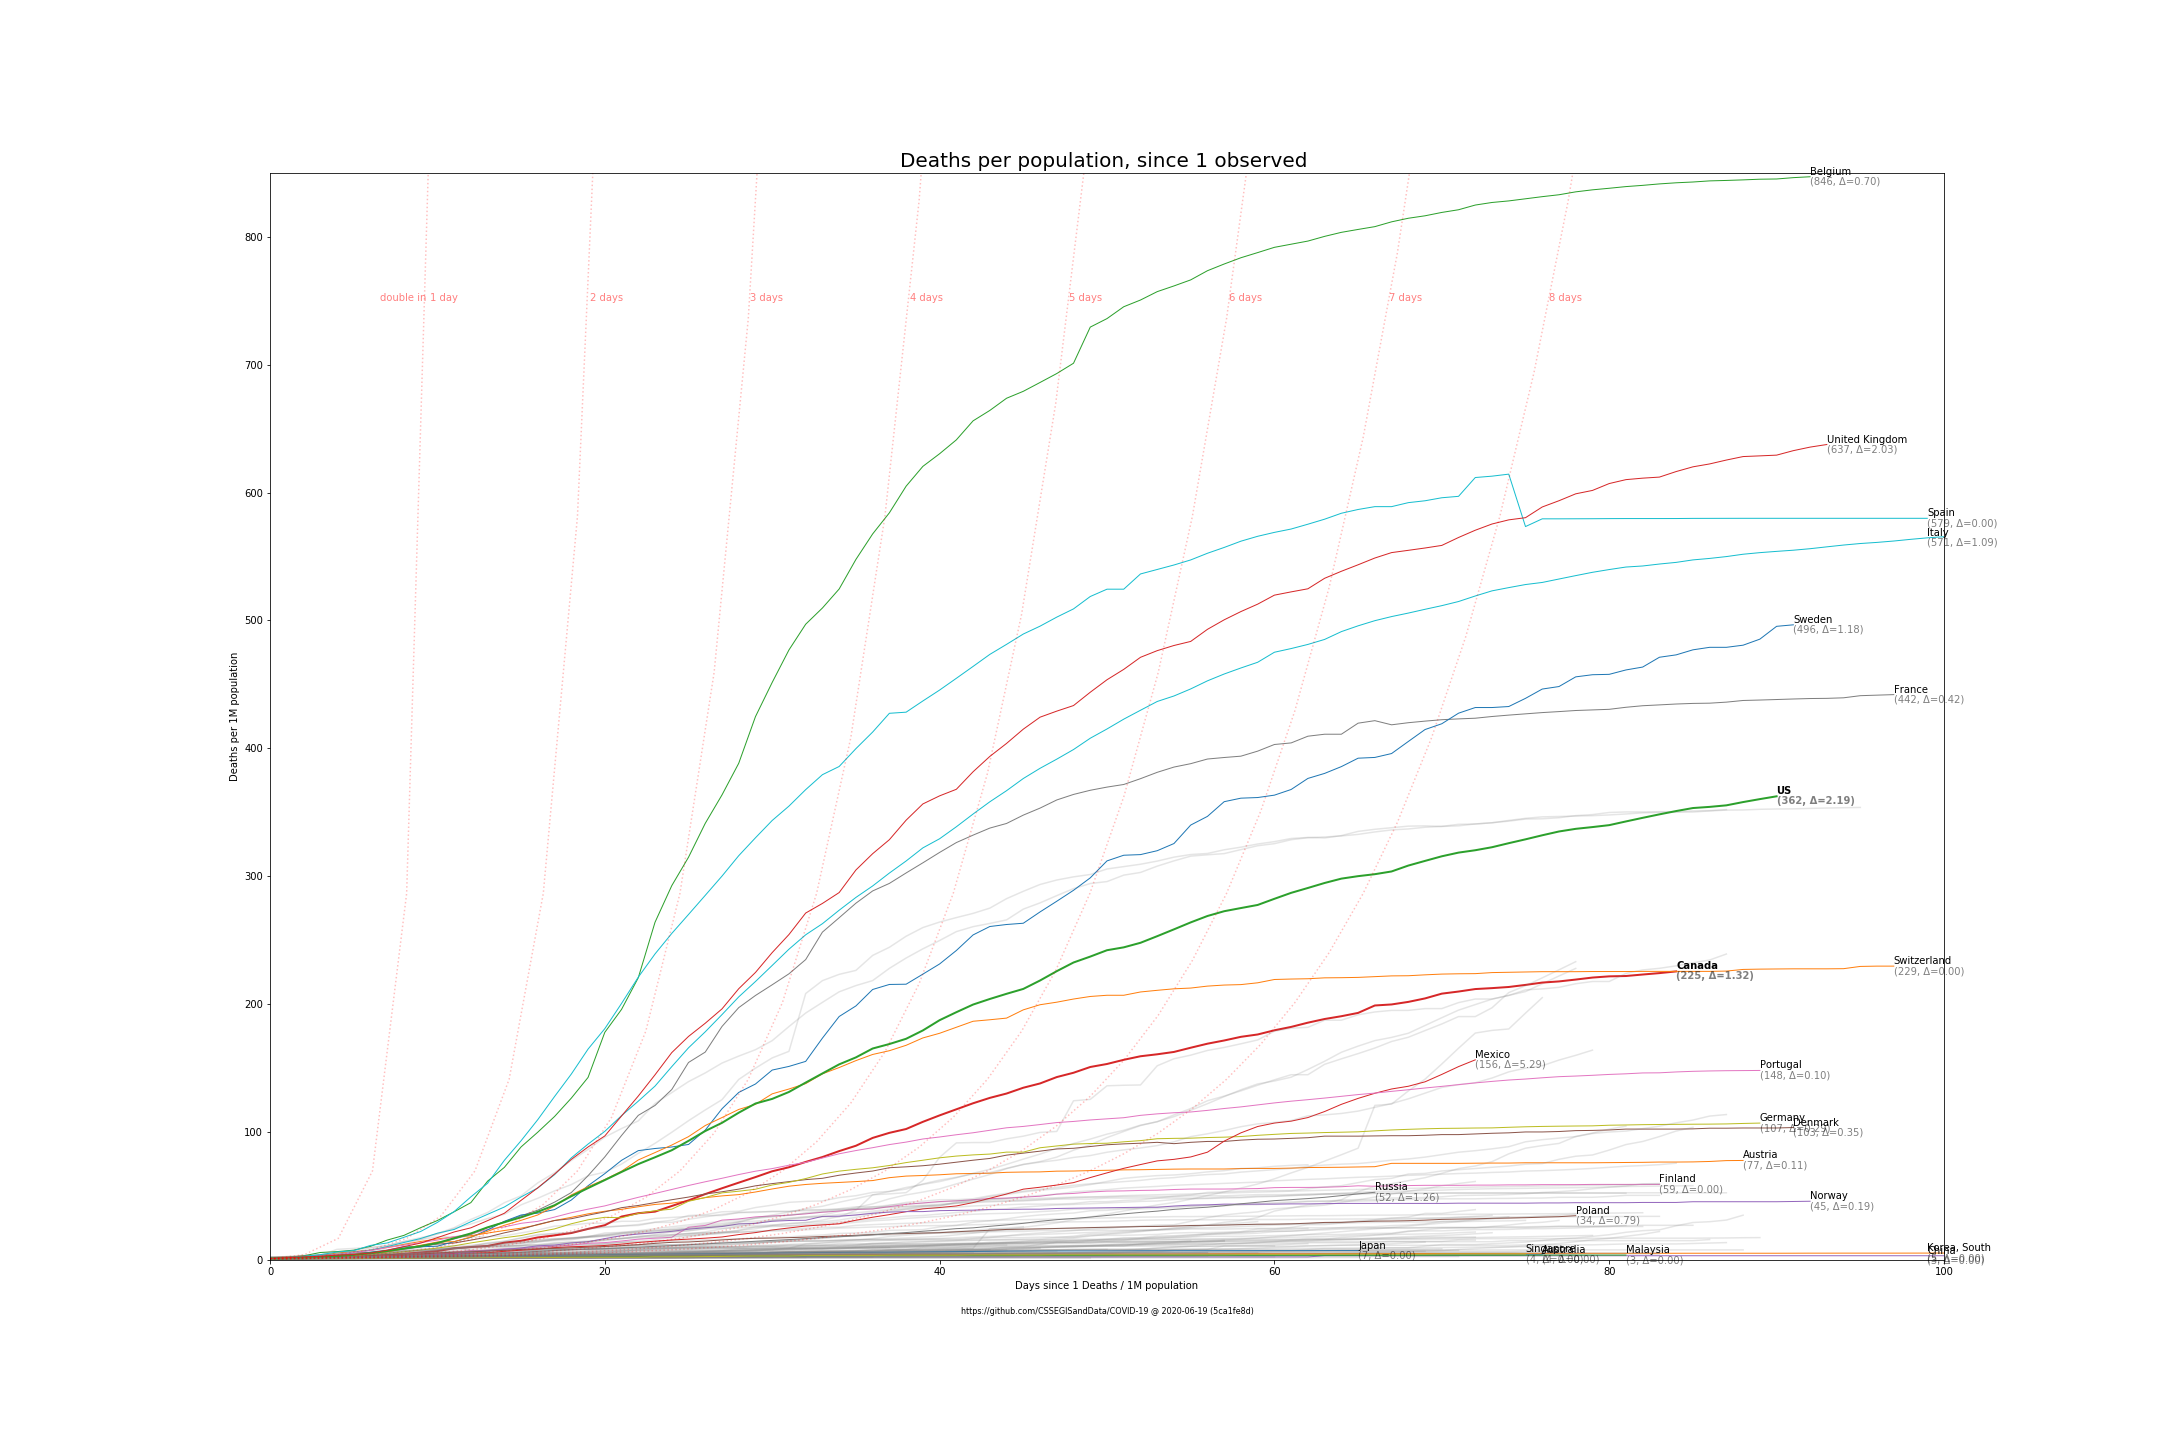 Deaths per population, since 1 observed
Belgium
(846, Δ=0.70)
800
double in 1 day
2 days
3 days
4 days
5 days
6 days
7 days
8 days
700
United Kingdom
(637, Δ=2.03)
600
Spain
(579, Δ=0.00)
Italy
(571, Δ=1.09)
Sweden
(496, Δ=1.18)
500
France
(442, Δ=0.42)
Deaths per 1M population
400
US
(362, Δ=2.19)
300
Canada
(225, Δ=1.32)
Switzerland
(229, Δ=0.00)
200
Mexico
(156, Δ=5.29)
Portugal
(148, Δ=0.10)
Germany
(107,
Denmark
(103, Δ=0.35)
100
Austria
(77, Δ=0.11)
Finland
(59, Δ=0.00)
Russia
(52, Δ=1.26)
Norway
(45, Δ=0.19)
Poland
(34, Δ=0.79)
Japan
(7, Δ=0.00)
Singapore
Australia
Malaysia
(3, Δ=0.00)
Korea, South
China
0
0
20
40
60
80
100
Days since 1 Deaths / 1M population
https://github.com/CSSEGISandData/COVID-19 @ 2020-06-19 (5ca1fe8d)